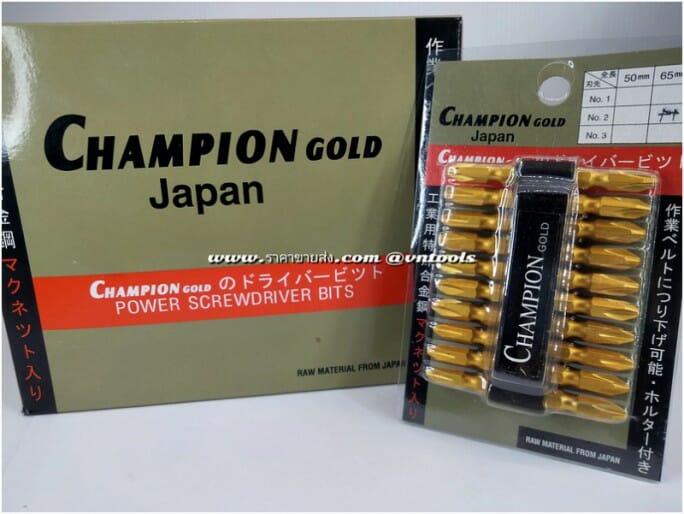 CHAMPION GOLD
Japan
CHAMPION GOLD のドライバービット
POWER SCREWDRIVER BITS
RAW MATERIAL FROM JAPAN
金鋼マグネット入り
作業
www.ราคาขายส่ง.com @vntools
CHAMPION GOLD
Japan
全長
刃先
50mm
65m
No. 1
No. 2
No. 3
CHAMPION
ドライバービット
工業用特
合金鋼マグネット入り
CHAMPION GOLD
作業ベルトにつり下げ可能・ホルター付き
RAW MATERIAL FROM JAPAN